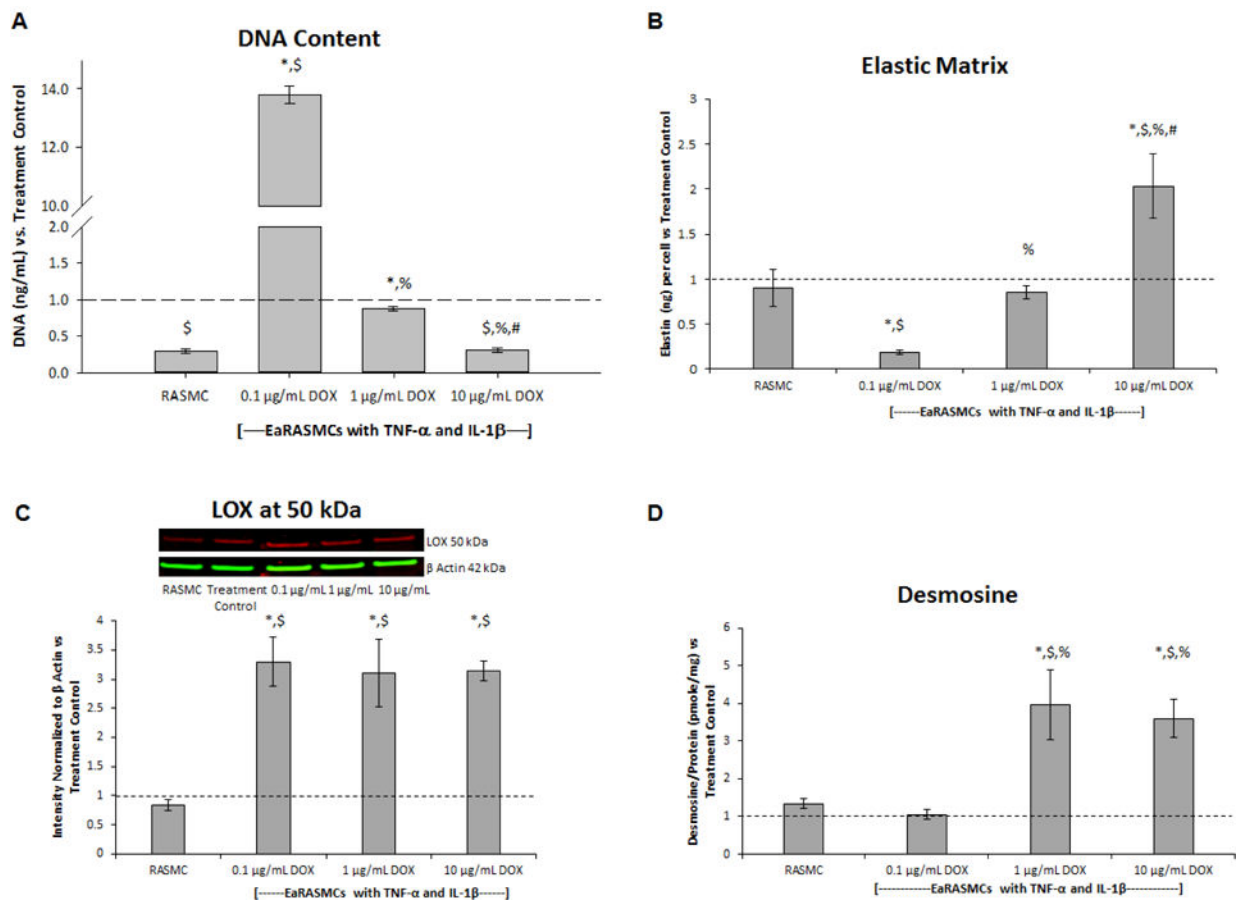 A
DNA Content
DNA (ng/mL) vs. Treatment Control
14.0
12.0
10.0
2.0
1.0
0.5
0.0
*,$
$
*,%
$,%,#
RASMC 0.1 µg/mL DOX 1 µg/mL DOX 10 µg/mL DOX
[----EaRASMCs with TNF-α and IL-1β----]
B
Elastic Matrix
Elastin (ng) per cell vs Treatment Control
3
2.5
2
1.5
1
0.5
0
*,$
%
*,$,%,#
RASMC 0.1 µg/mL DOX 1 µg/mL DOX 10 µg/mL DOX
[------EaRASMCs with TNF-α and IL-1β------]
C
LOX at 50 kDa
LOX 50 kDa
β Actin 42 kDa
RASMC Treatment 0.1 µg/mL 1 µg/mL 10 µg/mL
Control
Intensity Normalized to β Actin vs
Treatment Control
4
3.5
3
2.5
2
1.5
1
0.5
0
*,$
*,$
*,$
RASMC 0.1 µg/mL DOX 1 µg/mL DOX 10 µg/mL DOX
[------EaRASMCs with TNF-α and IL-1β------]
D
Desmosine
Desmosine/Protein (pmole/mg) vs
Treatment Control
6
5
4
3
2
1
0
*,$,%
*,$,%
RASMC 0.1 µg/mL DOX 1 µg/mL DOX 10 µg/mL DOX
[------------EaRASMCs with TNF-α and IL-1β------------]